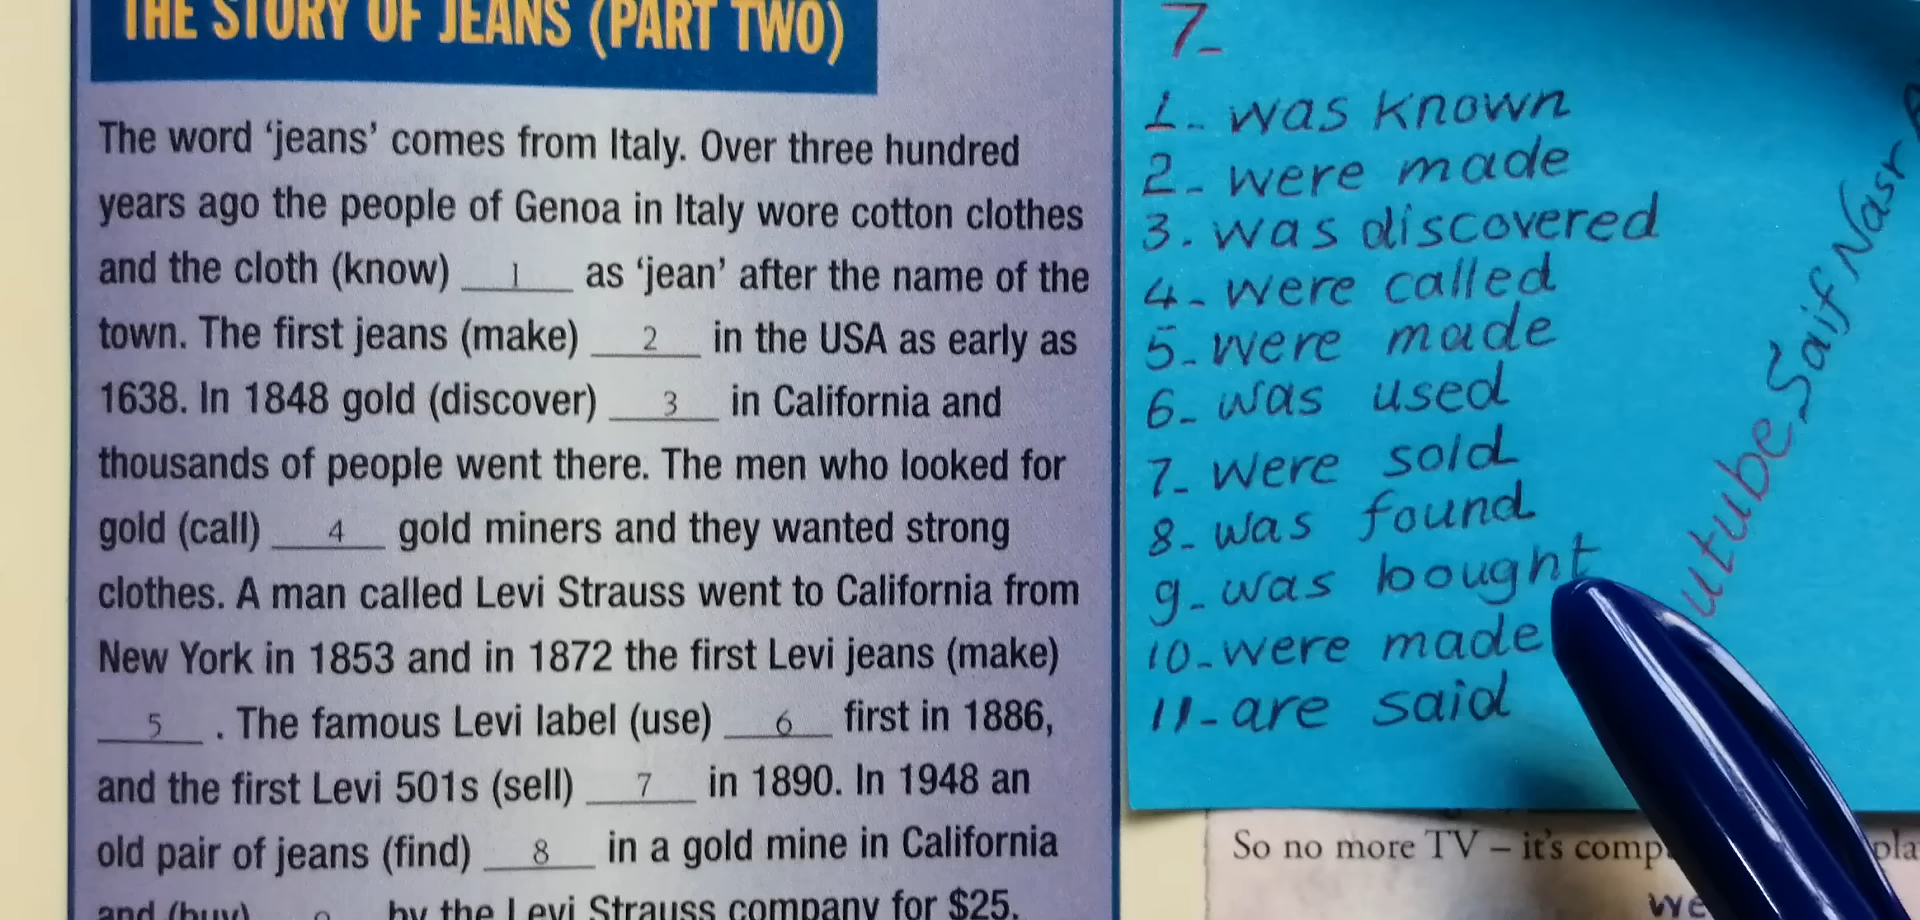 THE STORY OF JEANS (PART TWO)
The word ‘jeans’ comes from Italy. Over three hundred
years ago the people of Genoa in Italy wore cotton clothes
and the cloth (know) 1 as ‘jean’ after the name of the
town. The first jeans (make) 2 in the USA as early as
1638. In 1848 gold (discover) 3 in California and
thousands of people went there. The men who looked for
gold (call) 4 gold miners and they wanted strong
clothes. A man called Levi Strauss went to California from
New York in 1853 and in 1872 the first Levi jeans (make)
5 . The famous Levi label (use) 6 first in 1886,
and the first Levi 501s (sell) 7 in 1890. In 1948 an
old pair of jeans (find) 8 in a gold mine in California
and (buy) 9 by the Levi Strauss company for $25.
7-
1- was known
2- were made
3. was discovered
4- were called
5- were made
6- was used
7- were sold
8- was found
9- was bought
10- were made
11- are said
utube Saif Nasr
So no more TV – it's comp
pla
we